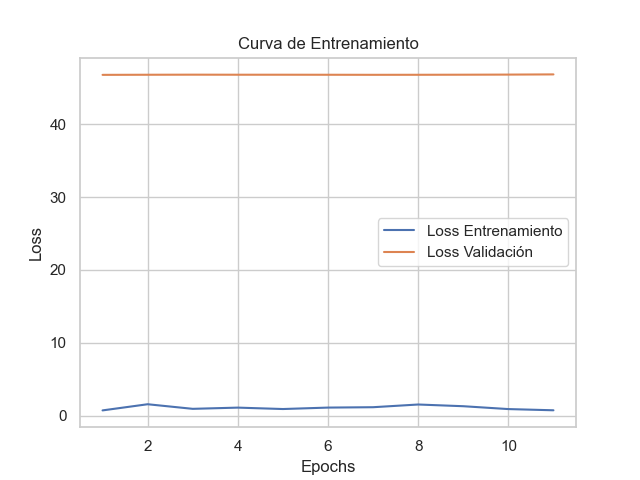 Curva de Entrenamiento
Loss
40
30
20
10
0
Loss Entrenamiento
Loss Validación
2 4 6 8 10
Epochs